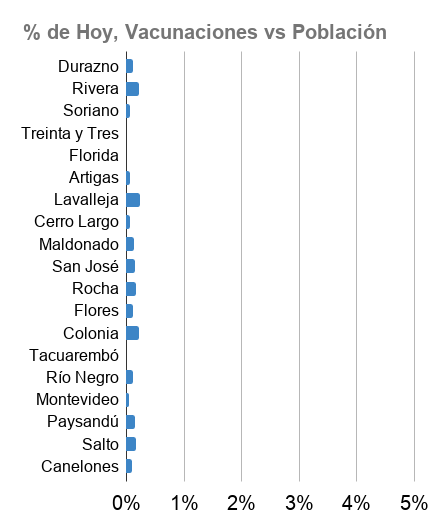 % de Hoy, Vacunaciones vs Población
Durazno
Rivera
Soriano
Treinta y Tres
Florida
Artigas
Lavalleja
Cerro Largo
Maldonado
San José
Rocha
Flores
Colonia
Tacuarembó
Río Negro
Montevideo
Paysandú
Salto
Canelones
0% 1% 2% 3% 4% 5%